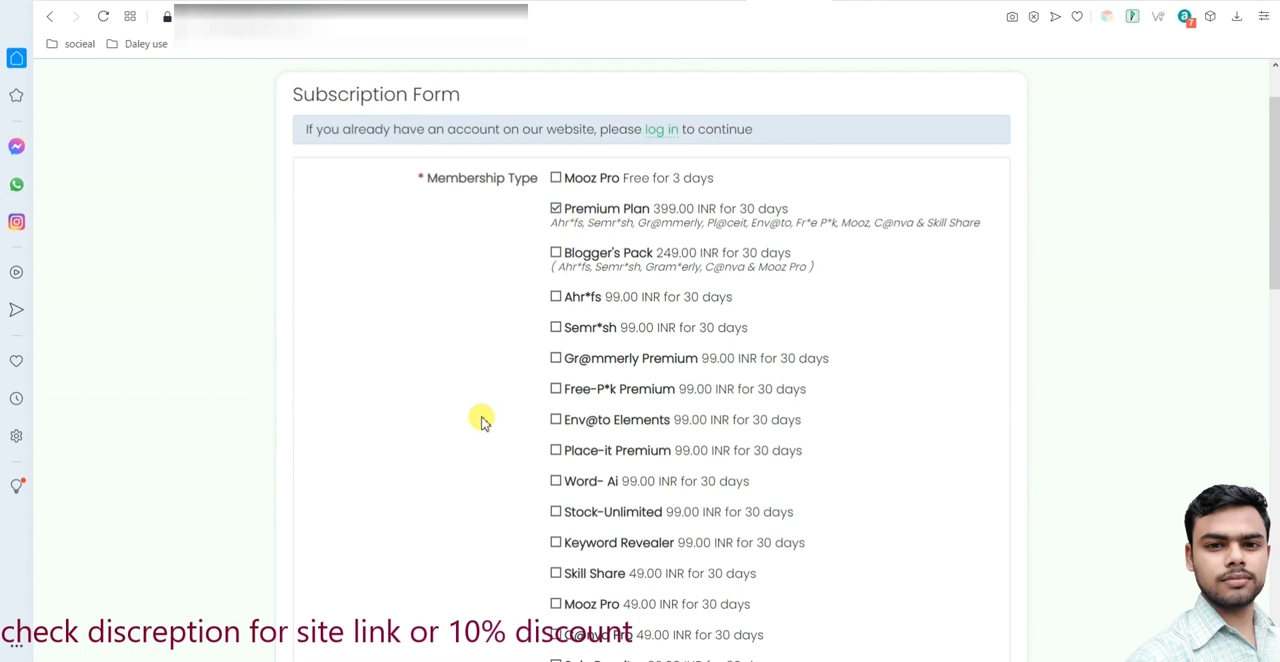 socieal Daley use
7
Subscription Form
If you already have an account on our website, please log in to continue
* Membership Type
Mooz Pro Free for 3 days
Premium Plan 399.00 INR for 30 days
Ahr*fs, Semr*sh, Gr@mmerly, Pl@ceit, Env@to, Fr*e P*k, Mooz, C@nva & Skill Share
Blogger's Pack 249.00 INR for 30 days
( Ahr*fs, Semr*sh, Gram*erly, C@nva & Mooz Pro )
Ahr*fs 99.00 INR for 30 days
Semr*sh 99.00 INR for 30 days
Gr@mmerly Premium 99.00 INR for 30 days
Free-P*k Premium 99.00 INR for 30 days
Env@to Elements 99.00 INR for 30 days
Place-it Premium 99.00 INR for 30 days
Word- Ai 99.00 INR for 30 days
Stock-Unlimited 99.00 INR for 30 days
Keyword Revealer 99.00 INR for 30 days
Skill Share 49.00 INR for 30 days
Mooz Pro 49.00 INR for 30 days
C@nva Pro 49.00 INR for 30 days
check discreption for site link or 10% discount